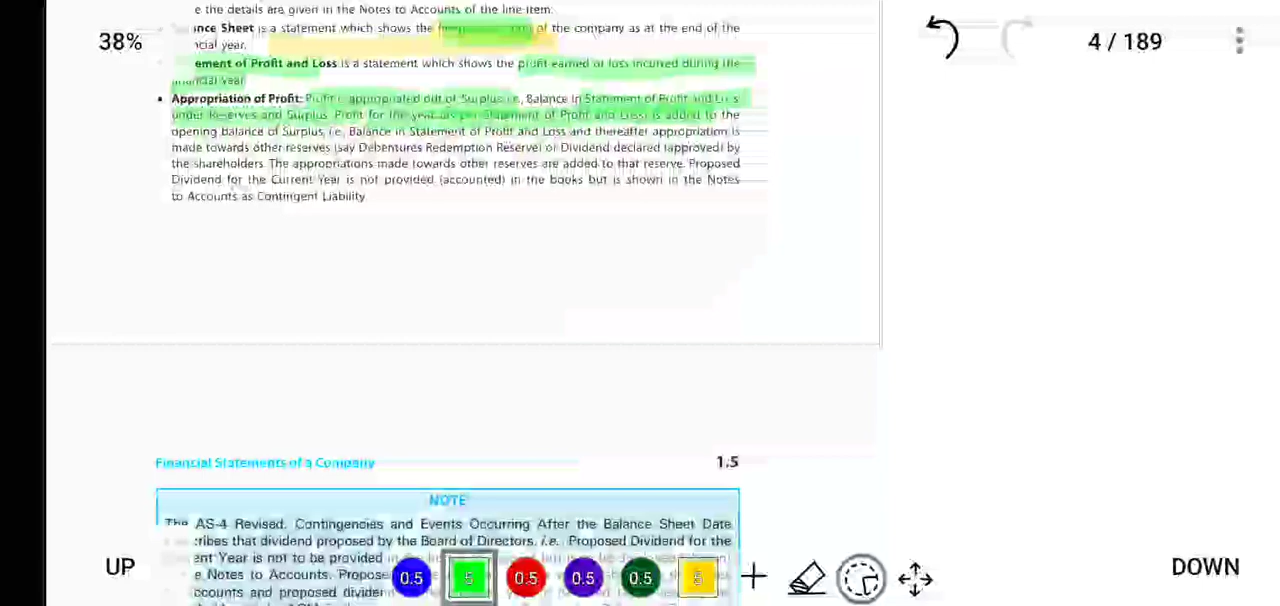 e the details are given in the Notes to Accounts of the line item.
38%
4 / 189
nce Sheet is a statement which shows the of the company as at the end of the
ncial year.
ement of Profit and Loss is a statement which shows the profit earned or loss incurred during the
financial year
• Appropriation of Profit: Profit is appropriated out of Surplus, i.e., Balance in Statement of Profit and Loss
under Reserves and Surplus. Profit for the year as per Statement of Profit and Loss is added to the
opening balance of Surplus, i.e., Balance in Statement of Profit and Loss and thereafter appropriation is
made towards other reserves (say Debentures Redemption Reserve) or Dividend declared (approved) by
the shareholders. The appropriations made towards other reserves are added to that reserve. Proposed
Dividend for the Current Year is not provided (accounted) in the books but is shown in the Notes
to Accounts as Contingent Liability
Financial Statements of a Company
1.5
NOTE
The AS-4 Revised, Contingencies and Events Occurring After the Balance Sheet Date
ribes that dividend proposed by the Board of Directors, i.e., Proposed Dividend for the
ent Year is not to be provided
e Notes to Accounts. Propose
ccounts and proposed dividen
UP
0.5
5
0.5
0.5
0.5
5
DOWN